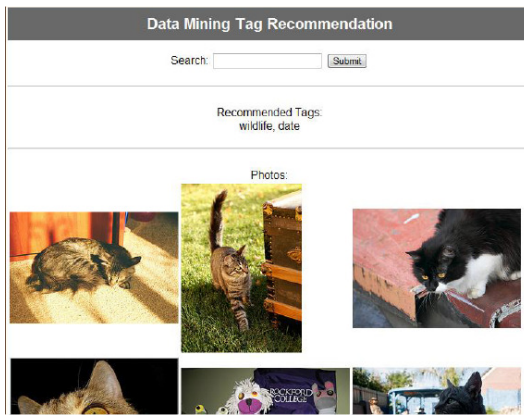 Data Mining Tag Recommendation
Search:
Submit
Recommended Tags:
wildlife, date
Photos:
ROCKFORD
COLLEGE